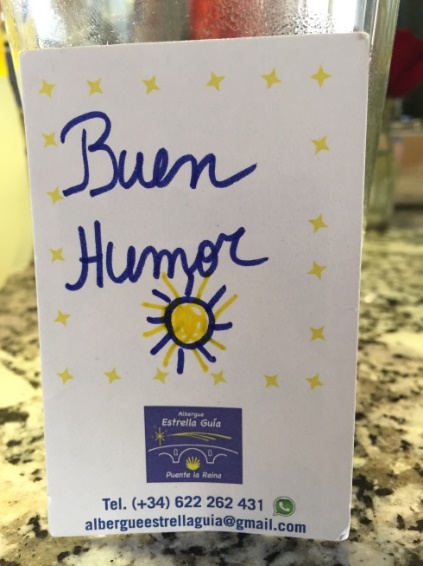 Buen
Humor
Albergue
Estrella Guía
Puente la Reina
Tel. (+34) 622 262 431
albergueestrellaguia@gmail.com